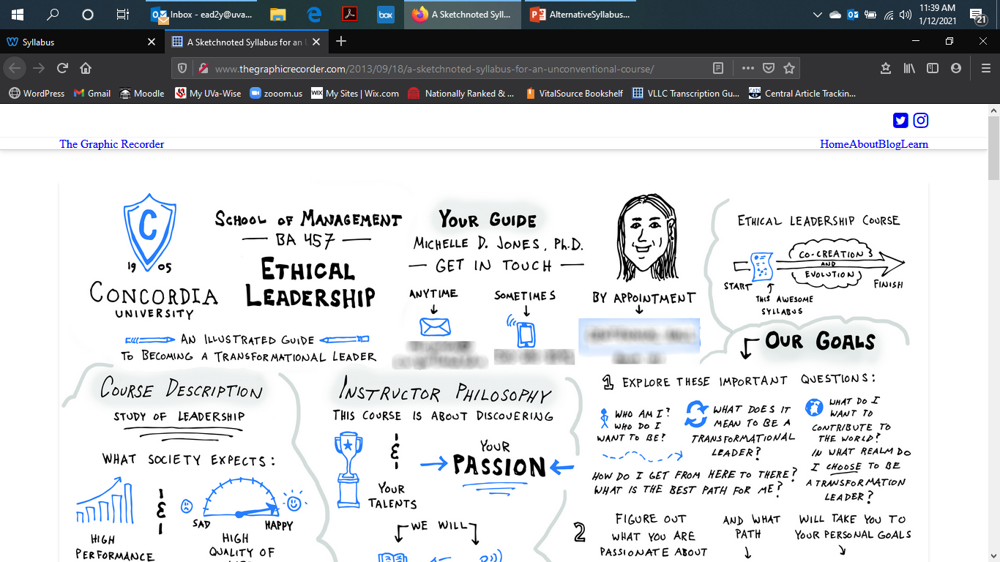 Inbox - ead2y@uva...
box
A Sketchnoted Syll...
AlternativeSyllabus...
11:39 AM
1/12/2021
21
Syllabus
A Sketchnoted Syllabus for an U
www.thegraphicrecorder.com/2013/09/18/a-sketchnoted-syllabus-for-an-unconventional-course/
WordPress
Gmail
Moodle
My UVa-Wise
zooom.us
WIX
My Sites | Wix.com
Nationally Ranked & ...
VitalSource Bookshelf
VLLC Transcription Gu...
CATS
Central Article Trackin...
The Graphic Recorder
Home About Blog Learn
C
19 05
CONCORDIA
UNIVERSITY
SCHOOL OF MANAGEMENT
BA 457
ETHICAL
LEADERSHIP
AN ILLUSTRATED GUIDE
TO BECOMING A TRANSFORMATIONAL LEADER
YOUR GUIDE
MICHELLE D. JONES, PH.D.
GET IN TOUCH
ANYTIME
SOMETIMES
BY APPOINTMENT
ETHICAL LEADERSHIP COURSE
CO-CREATION
AND
EVOLUTION
START
FINISH
THIS AWESOME
SYLLABUS
OUR GOALS
COURSE DESCRIPTION
STUDY OF LEADERSHIP
WHAT SOCIETY EXPECTS:
&
SAD
HAPPY
HIGH
PERFORMANCE
HIGH
QUALITY OF
INSTRUCTOR PHILOSOPHY
THIS COURSE IS ABOUT DISCOVERING
&
YOUR
PASSION
YOUR
TALENTS
WE WILL
1 EXPLORE THESE IMPORTANT QUESTIONS:
WHO AM I?
WHO DO I
WANT TO BE?
WHAT DOES IT
MEAN TO BE A
TRANSFORMATIONAL
LEADER?
WHAT DO I
WANT TO
CONTRIBUTE TO
THE WORLD?
IN WHAT REALM DO
I CHOOSE TO BE
A TRANSFORMATION
LEADER?
HOW DO I GET FROM HERE TO THERE?
WHAT IS THE BEST PATH FOR ME?
2
FIGURE OUT
WHAT YOU ARE
PASSIONATE ABOUT
AND WHAT
PATH
WILL TAKE YOU TO
YOUR PERSONAL GOALS